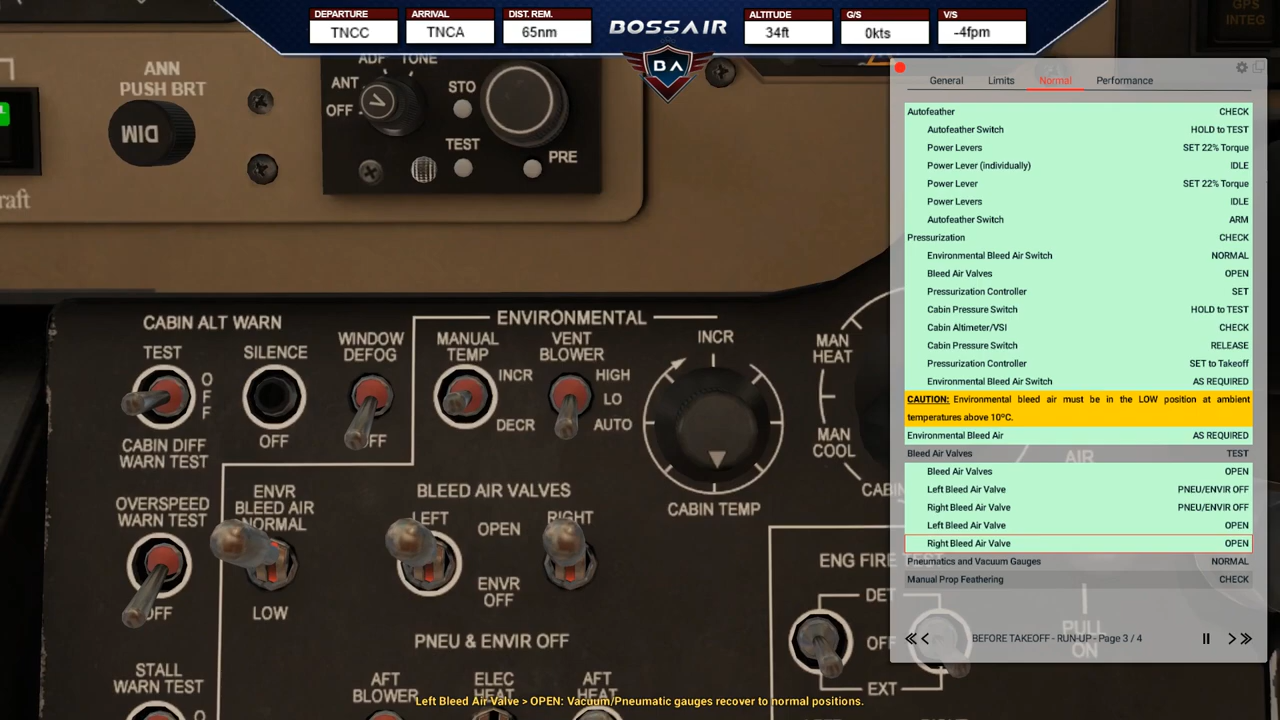 DEPARTURE
TNCC
ARRIVAL
TNCA
DIST. REM.
65nm
BOSSAIR
BA
ALTITUDE
34ft
G/S
0kts
V/S
-4fpm
GPS
INTEG
ANN
PUSH BRT
DIM
raft
ADF
TONE
ANT
OFF
STO
TEST
PRE
General
Limits
Normal
Performance
Autofeather CHECK
Autofeather Switch HOLD to TEST
Power Levers SET 22% Torque
Power Lever (individually) IDLE
Power Lever SET 22% Torque
Power Levers IDLE
Autofeather Switch ARM
Pressurization CHECK
Environmental Bleed Air Switch NORMAL
Bleed Air Valves OPEN
Pressurization Controller SET
Cabin Pressure Switch HOLD to TEST
Cabin Altimeter/VSI CHECK
Cabin Pressure Switch RELEASE
Pressurization Controller SET to Takeoff
Environmental Bleed Air Switch AS REQUIRED
CAUTION: Environmental bleed air must be in the LOW position at ambient
temperatures above 10ºC.
Environmental Bleed Air AS REQUIRED
Bleed Air Valves TEST
Bleed Air Valves OPEN
Left Bleed Air Valve PNEU/ENVIR OFF
Right Bleed Air Valve PNEU/ENVIR OFF
Left Bleed Air Valve OPEN
Right Bleed Air Valve OPEN
Pneumatics and Vacuum Gauges NORMAL
Manual Prop Feathering CHECK
BEFORE TAKEOFF - RUN-UP - Page 3 / 4
CABIN ALT WARN
TEST
OFF
SILENCE
OFF
CABIN DIFF
WARN TEST
WINDOW
DEFOG
OFF
ENVIRONMENTAL
MANUAL
TEMP
INCR
DECR
VENT
BLOWER
HIGH
LO
AUTO
INCR
CABIN TEMP
MAN
HEAT
MAN
COOL
CABIN
AIR
OVERSPEED
WARN TEST
OFF
ENVR
BLEED AIR
NORMAL
LOW
BLEED AIR VALVES
LEFT
OPEN
RIGHT
ENVR
OFF
PNEU & ENVIR OFF
ENG FIRE TEST
DET
OFF
EXT
PULL
ON
STALL
WARN TEST
AFT
BLOWER
ELEC
HEAT
AFT
HEAT
Left Bleed Air Valve > OPEN: Vacuum/Pneumatic gauges recover to normal positions.